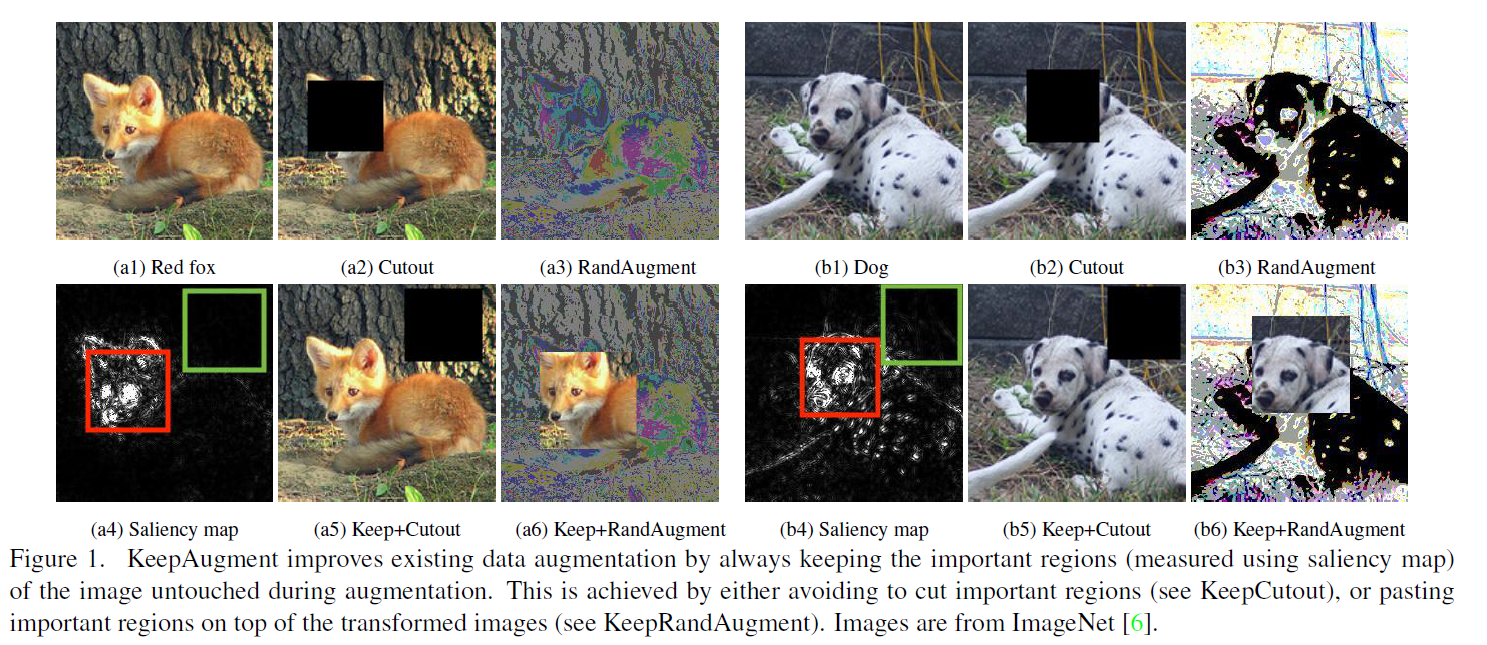 (a1) Red fox
(a2) Cutout
(a3) RandAugment
(b1) Dog
(b2) Cutout
(b3) RandAugment
(a4) Saliency map
(a5) Keep+Cutout
(a6) Keep+RandAugment
(b4) Saliency map
(b5) Keep+Cutout
(b6) Keep+RandAugment
Figure 1. KeepAugment improves existing data augmentation by always keeping the important regions (measured using saliency map)
of the image untouched during augmentation. This is achieved by either avoiding to cut important regions (see KeepCutout), or pasting
important regions on top of the transformed images (see KeepRandAugment). Images are from ImageNet [6].